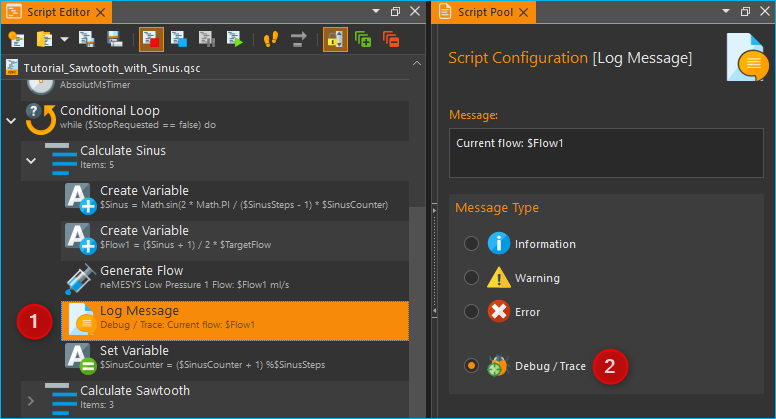 Script Editor
Tutorial_Sawtooth_with_Sinus.qsc
AbsolutMsTimer
Conditional Loop
while ($StopRequested == false) do
Calculate Sinus
Items: 5
Create Variable
$Sinus = Math.sin(2 * Math.PI / ($SinusSteps - 1) * $SinusCounter)
Create Variable
$Flow1 = ($Sinus + 1) / 2 * $TargetFlow
Generate Flow
neMESYS Low Pressure 1 Flow: $Flow1 ml/s
1
Log Message
Debug / Trace: Current flow: $Flow1
Set Variable
$SinusCounter = ($SinusCounter + 1) %$SinusSteps
Calculate Sawtooth
Items: 3
Script Pool
Script Configuration [Log Message]
Message:
Current flow: $Flow1
Message Type
Information
Warning
Error
Debug / Trace
2